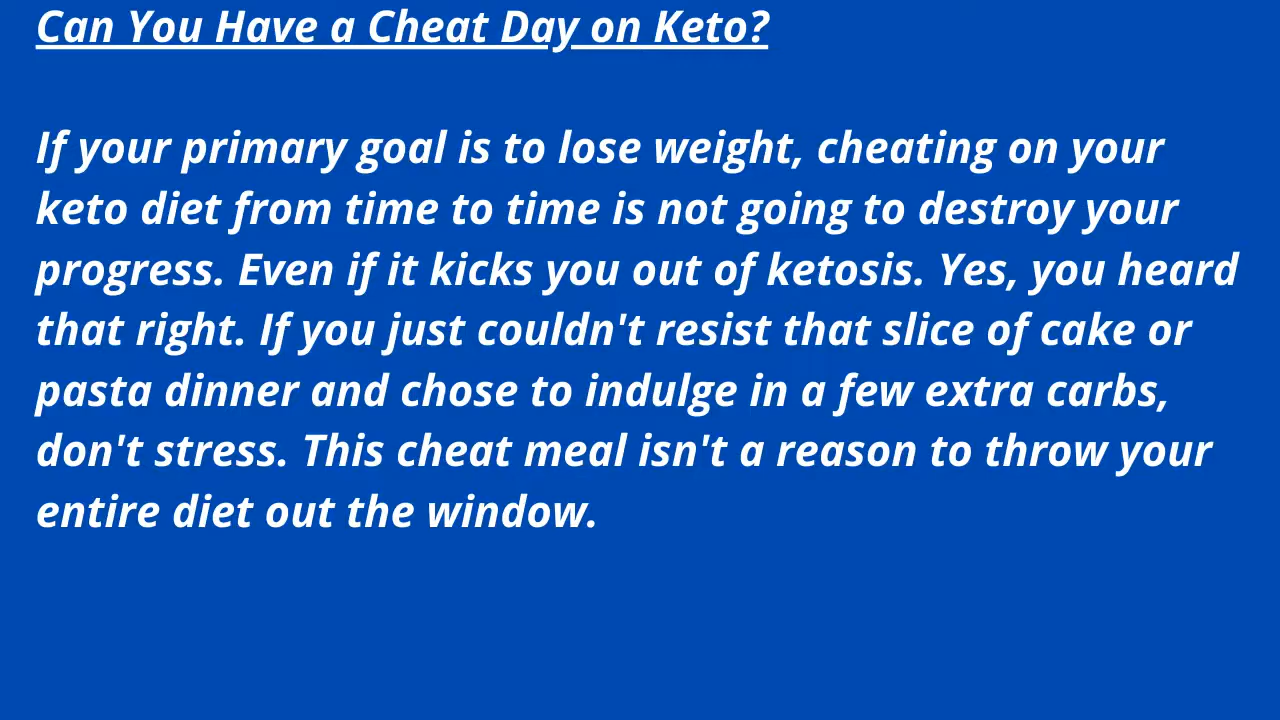 Can You Have a Cheat Day on Keto?
If your primary goal is to lose weight, cheating on your
keto diet from time to time is not going to destroy your
progress. Even if it kicks you out of ketosis. Yes, you heard
that right. If you just couldn't resist that slice of cake or
pasta dinner and chose to indulge in a few extra carbs,
don't stress. This cheat meal isn't a reason to throw your
entire diet out the window.